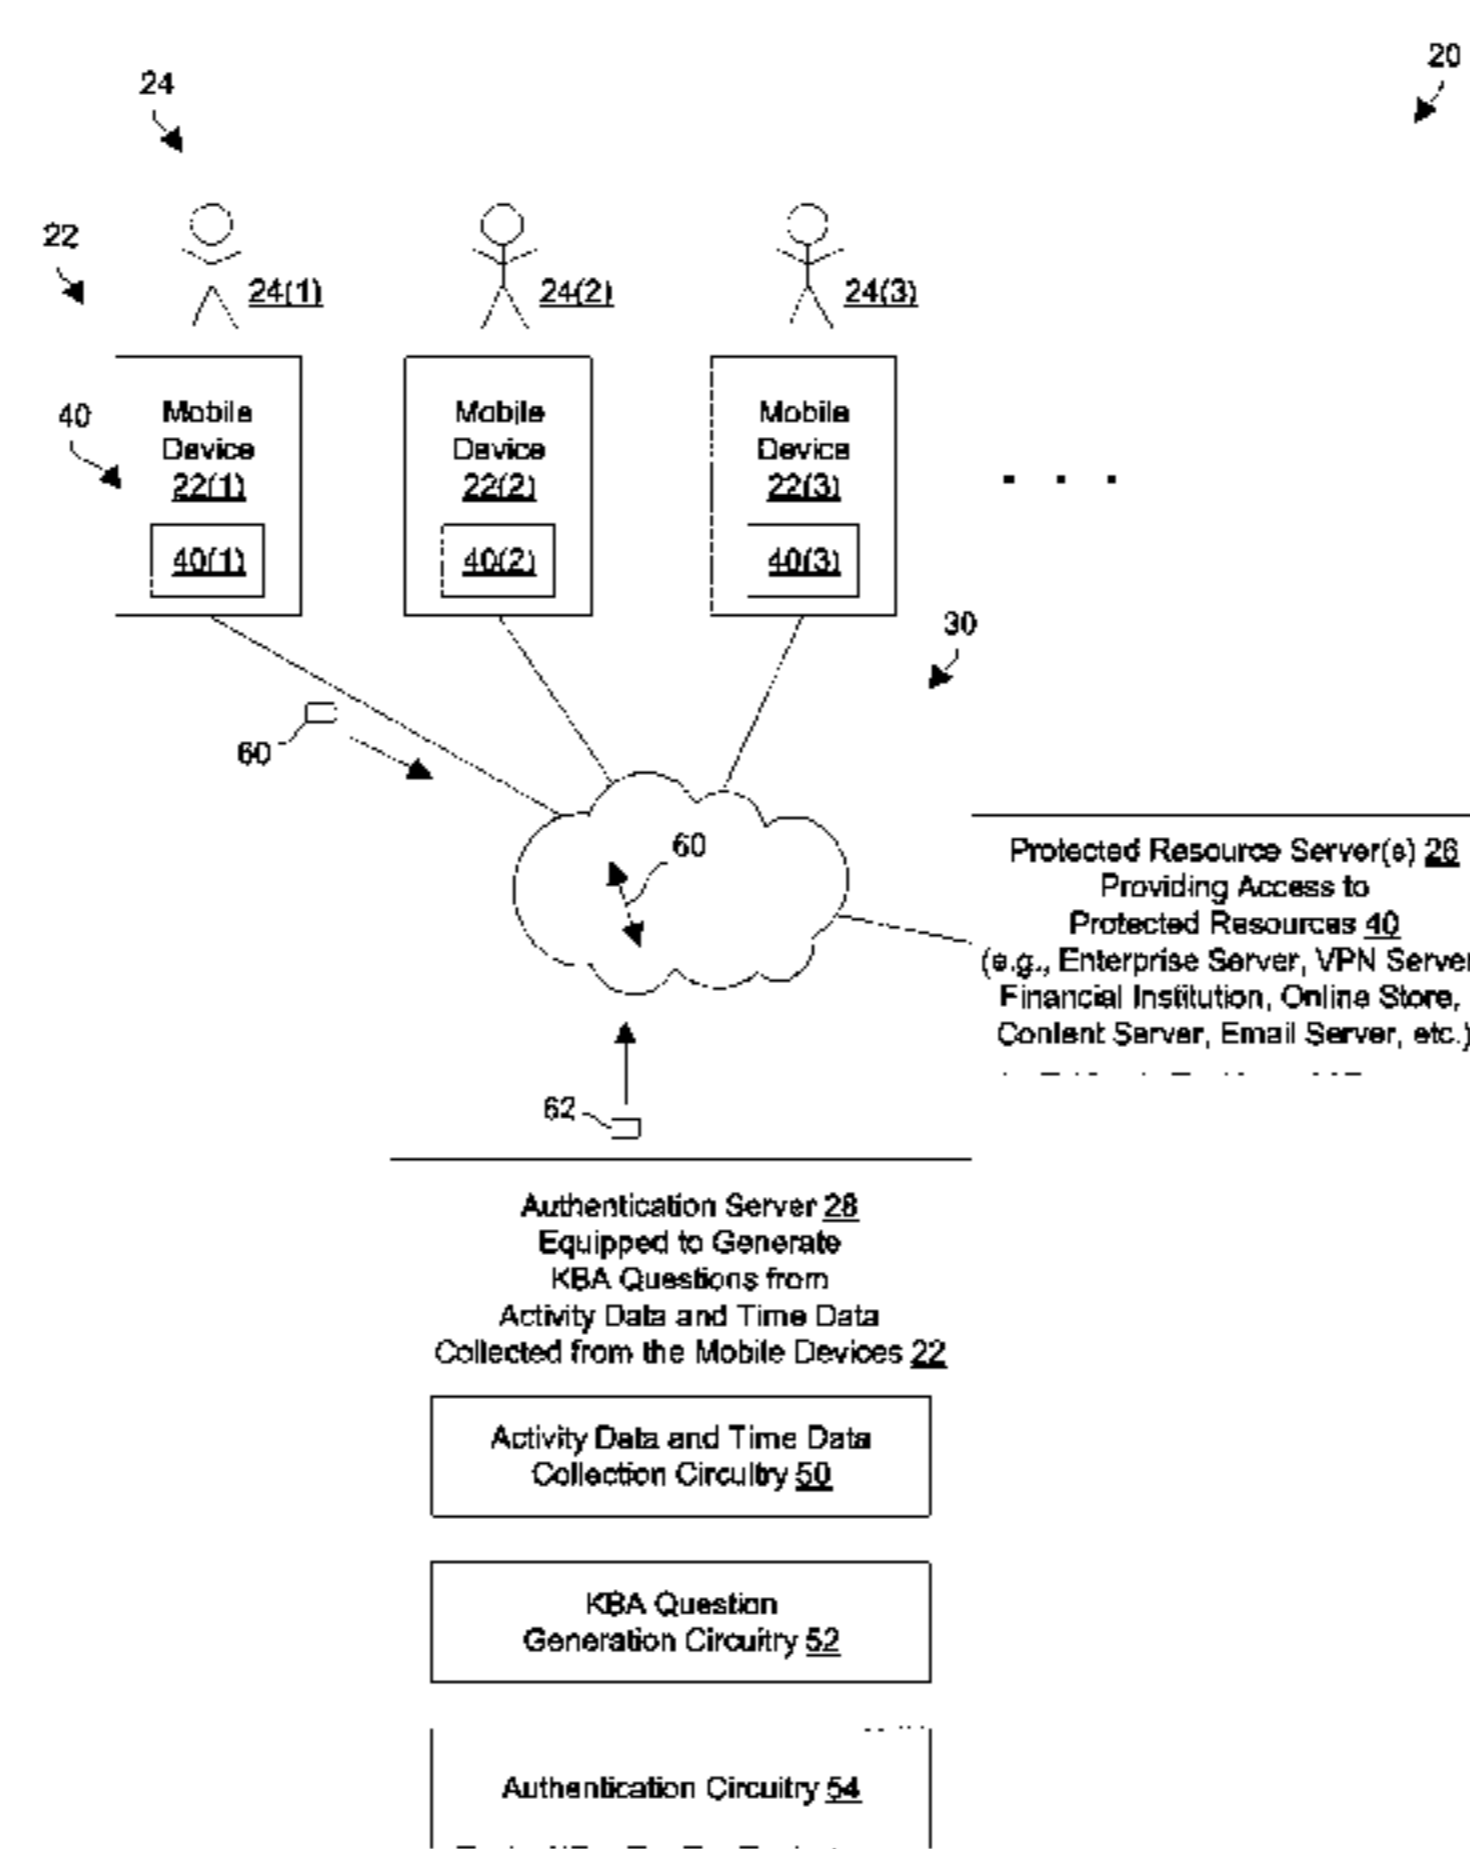 20
24
22
24(1) 24(2) 24(3)
40
Mobile
Device
22(1)
40(1)
Mobile
Device
22(2)
40(2)
Mobile
Device
22(3)
40(3)
. . .
30
60
60
Protected Resource Server(s) 26
Providing Access to
Protected Resources 40
(e.g., Enterprise Server, VPN Server
Financial Institution, Online Store,
Content Server, Email Server, etc.)
62
Authentication Server 28
Equipped to Generate
KBA Questions from
Activity Data and Time Data
Collected from the Mobile Devices 22
Activity Data and Time Data
Collection Circuitry 50
KBA Question
Generation Circuitry 52
Authentication Circuitry 54